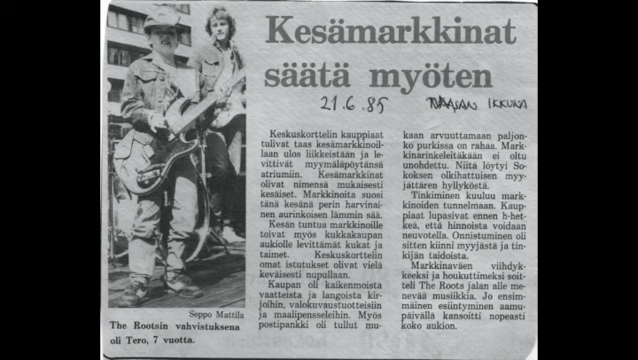 Kesämarkkinat
säätä myöten
21.6.85 VAASAN IKKUNA
Keskuskorttelin kauppiaat
tulivat taas kesämarkkinoil-
laan ulos liikkeistään ja le-
vittivät myymäläpöytänsä
atriumiin. Kesämarkkinat
olivat nimensä mukaisesti
kesäiset. Markkinoita suosi
tänä kesänä perin harvinai-
nen aurinkoisen lämmin sää.
Kesän tuntua markkinoille
toivat myös kukkakaupan
aukiolle levittämät kukat ja
taimet. Keskuskorttelin
omat istutukset olivat vielä
keväisesti nupullaan.
Kaupan oli kaikenmoista
vaatteista ja langoista kir-
joihin, valokuvaustuotteisiin
ja maalipensseleihin. Myös
postipankki oli tullut mu-
kaan arvuuttamaan paljon-
ko purkissa on rahaa. Mark-
kinarinkeleitäkään ei oltu
unohdettu. Niitä löytyi So-
koksen olkihattuisen myy-
jättären hyllyköstä.
Tinkiminen kuuluu mark-
kinoiden tunnelmaan. Kaup-
piaat lupasivat ennen h-het-
keä, että hinnoista voidaan
neuvotella. Onnistuminen oli
sitten kiinni myyjästä ja tin-
kijän taidoista.
Markkinaväen viihdyk-
keeksi ja houkuttimeksi soit-
teli The Roots jalan alle me-
nevää musiikkia. Jo ensim-
mäinen esiintyminen aamu-
päivällä kansoitti nopeasti
koko aukion.
Seppo Mattila
The Rootsin vahvistuksena
oli Tero, 7 vuotta.